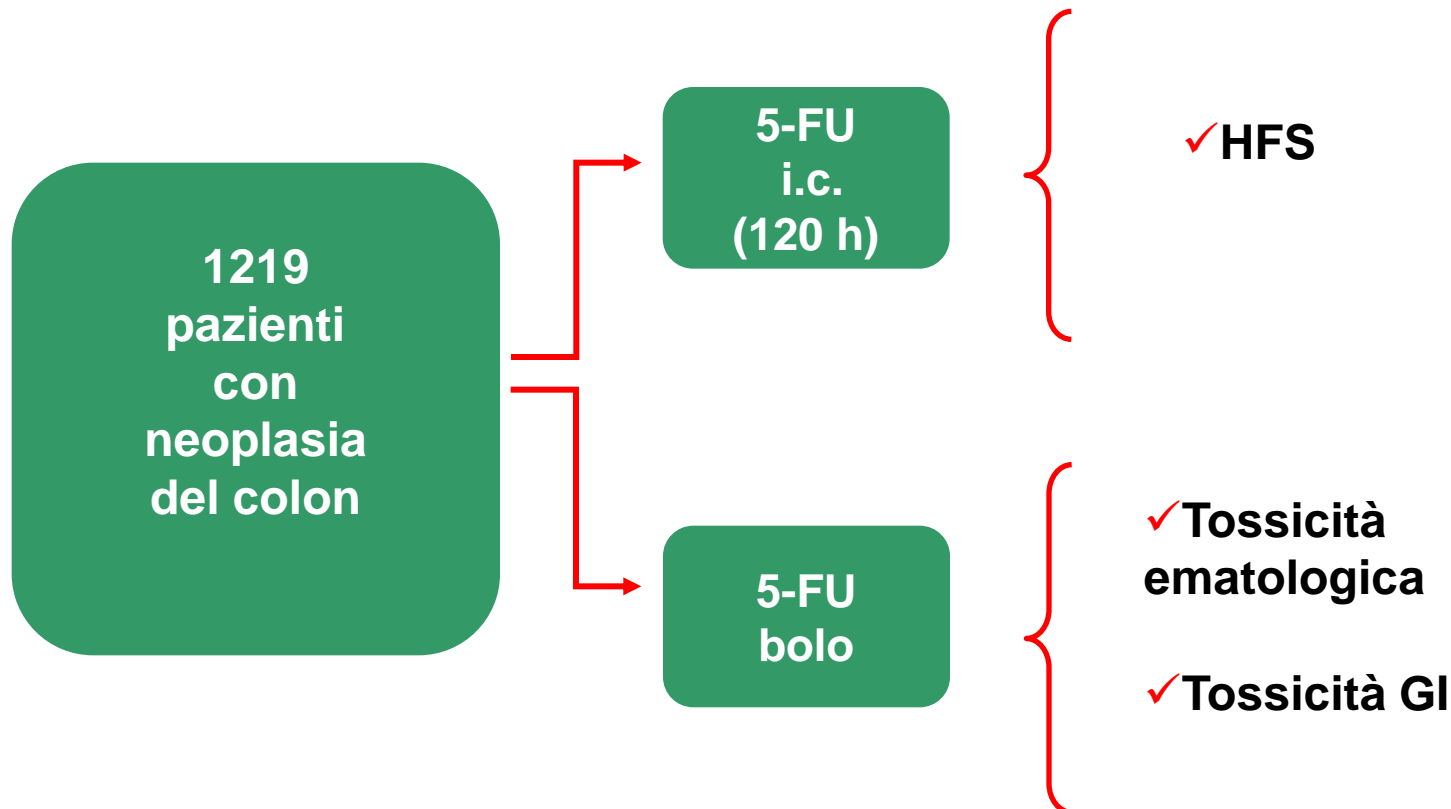 1219
pazienti
con
neoplasia
del colon
5-FU
i.c.
(120 h)
✓HFS
5-FU
bolo
✓Tossicità
ematologica
✓Tossicità GI